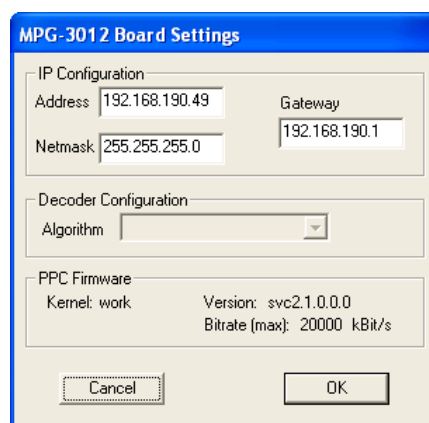 MPG-3012 Board Settings
IP Configuration
Address 192.168.190.49
Gateway
192.168.190.1
Netmask 255.255.255.0
Decoder Configuration
Algorithm
PPC Firmware
Kernel: work Version: svc2.1.0.0.0
Bitrate (max): 20000 kBit/s
Cancel OK